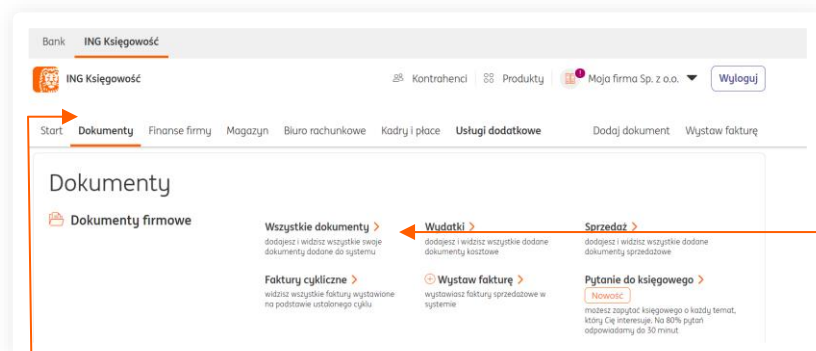 Bank ING Księgowość
ING Księgowość Kontrahenci Produkty Moja firma Sp. z o.o. Wyloguj
Start Dokumenty Finanse firmy Magazyn Biuro rachunkowe Kadry i płace Usługi dodatkowe Dodaj dokument Wystaw fakturę
Dokumenty
Dokumenty firmowe
Wszystkie dokumenty >
dodajesz i widzisz wszystkie swoje
dokumenty dodane do systemu
Wydatki >
dodajesz i widzisz wszystkie dodane
dokumenty kosztowe
Sprzedaż >
dodajesz i widzisz wszystkie dodane
dokumenty sprzedażowe
Faktury cykliczne >
widzisz wszystkie faktury wystawione
na podstawie ustalonego cyklu
Wystaw fakturę >
wystawiasz faktury sprzedażowe w
systemie
Pytanie do księgowego >
Nowość
możesz zapytać księgowego o każdy temat,
który Cię interesuje. Na 80% pytań
odpowiadamy do 30 minut